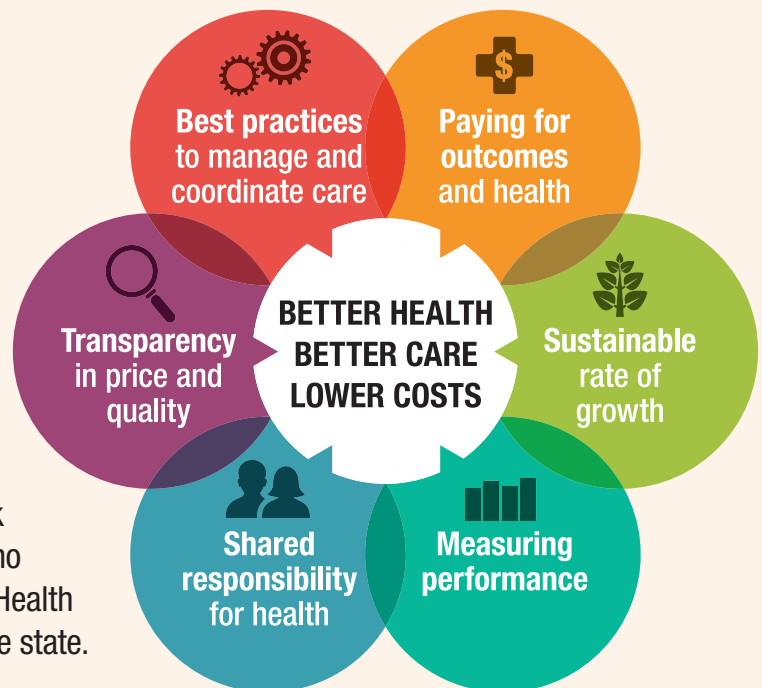 Best practices
to manage and
coordinate care
$
Paying for
outcomes
and health
Transparency
in price and
quality
BETTER HEALTH
BETTER CARE
LOWER COSTS
Sustainable
rate of
growth
Shared
responsibility
for health
Measuring
performance
Health
state.